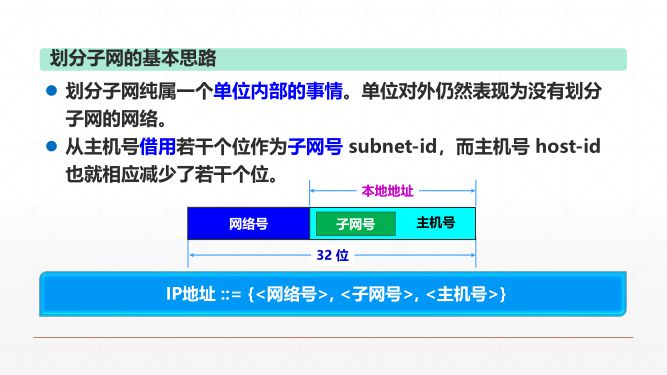 划分子网的基本思路
划分子网纯属一个单位内部的事情。单位对外仍然表现为没有划分
子网的网络。
从主机号借用若干个位作为子网号 subnet-id，而主机号 host-id
也就相应减少了若干个位。
本地地址
网络号 子网号 主机号
32 位
IP地址 ::= {<网络号>, <子网号>, <主机号>}